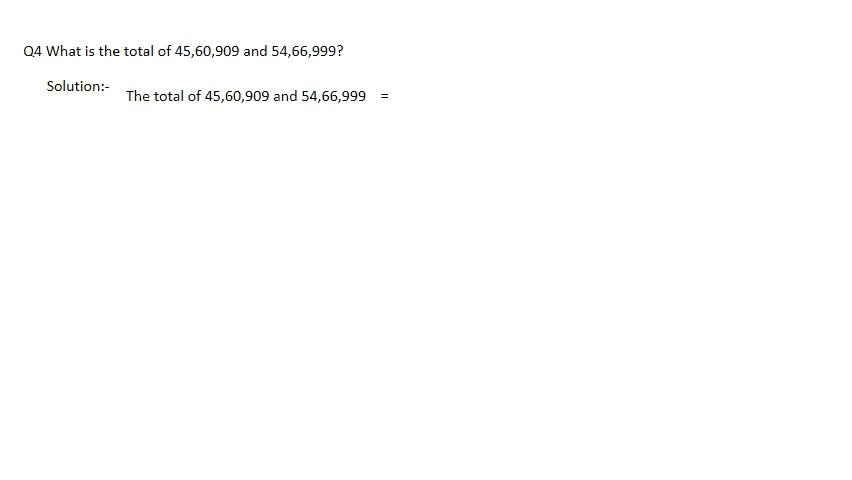 Q4 What is the total of 45,60,909 and 54,66,999?
Solution:-
The total of 45,60,909 and 54,66,999 =